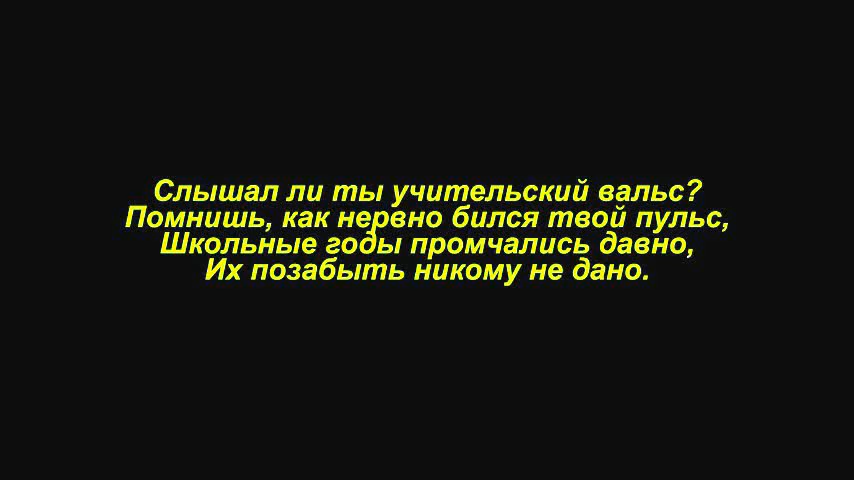 Слышал ли ты учительский вальс?
Помнишь, как нервно бился твой пульс,
Школьные годы промчались давно,
Их позабыть никому не дано.